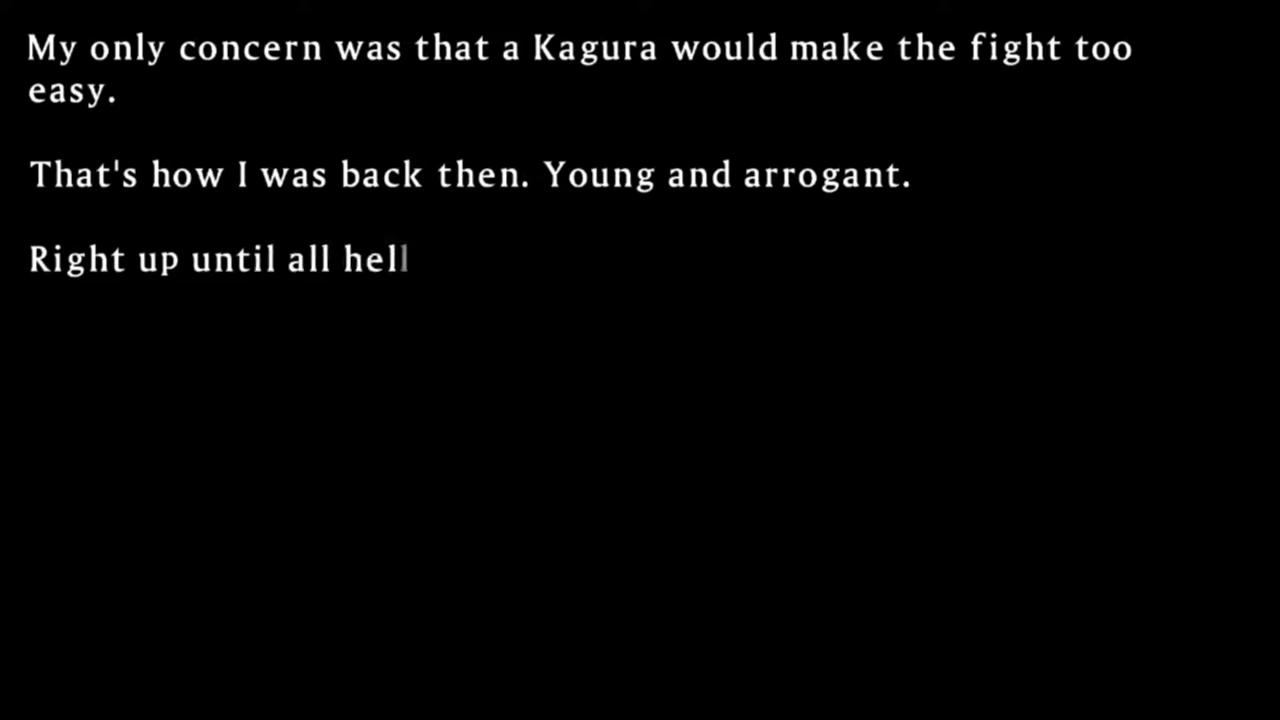 My only concern was that a Kagura would make the fight too
easy.
That's how I was back then. Young and arrogant.
Right up until all hell